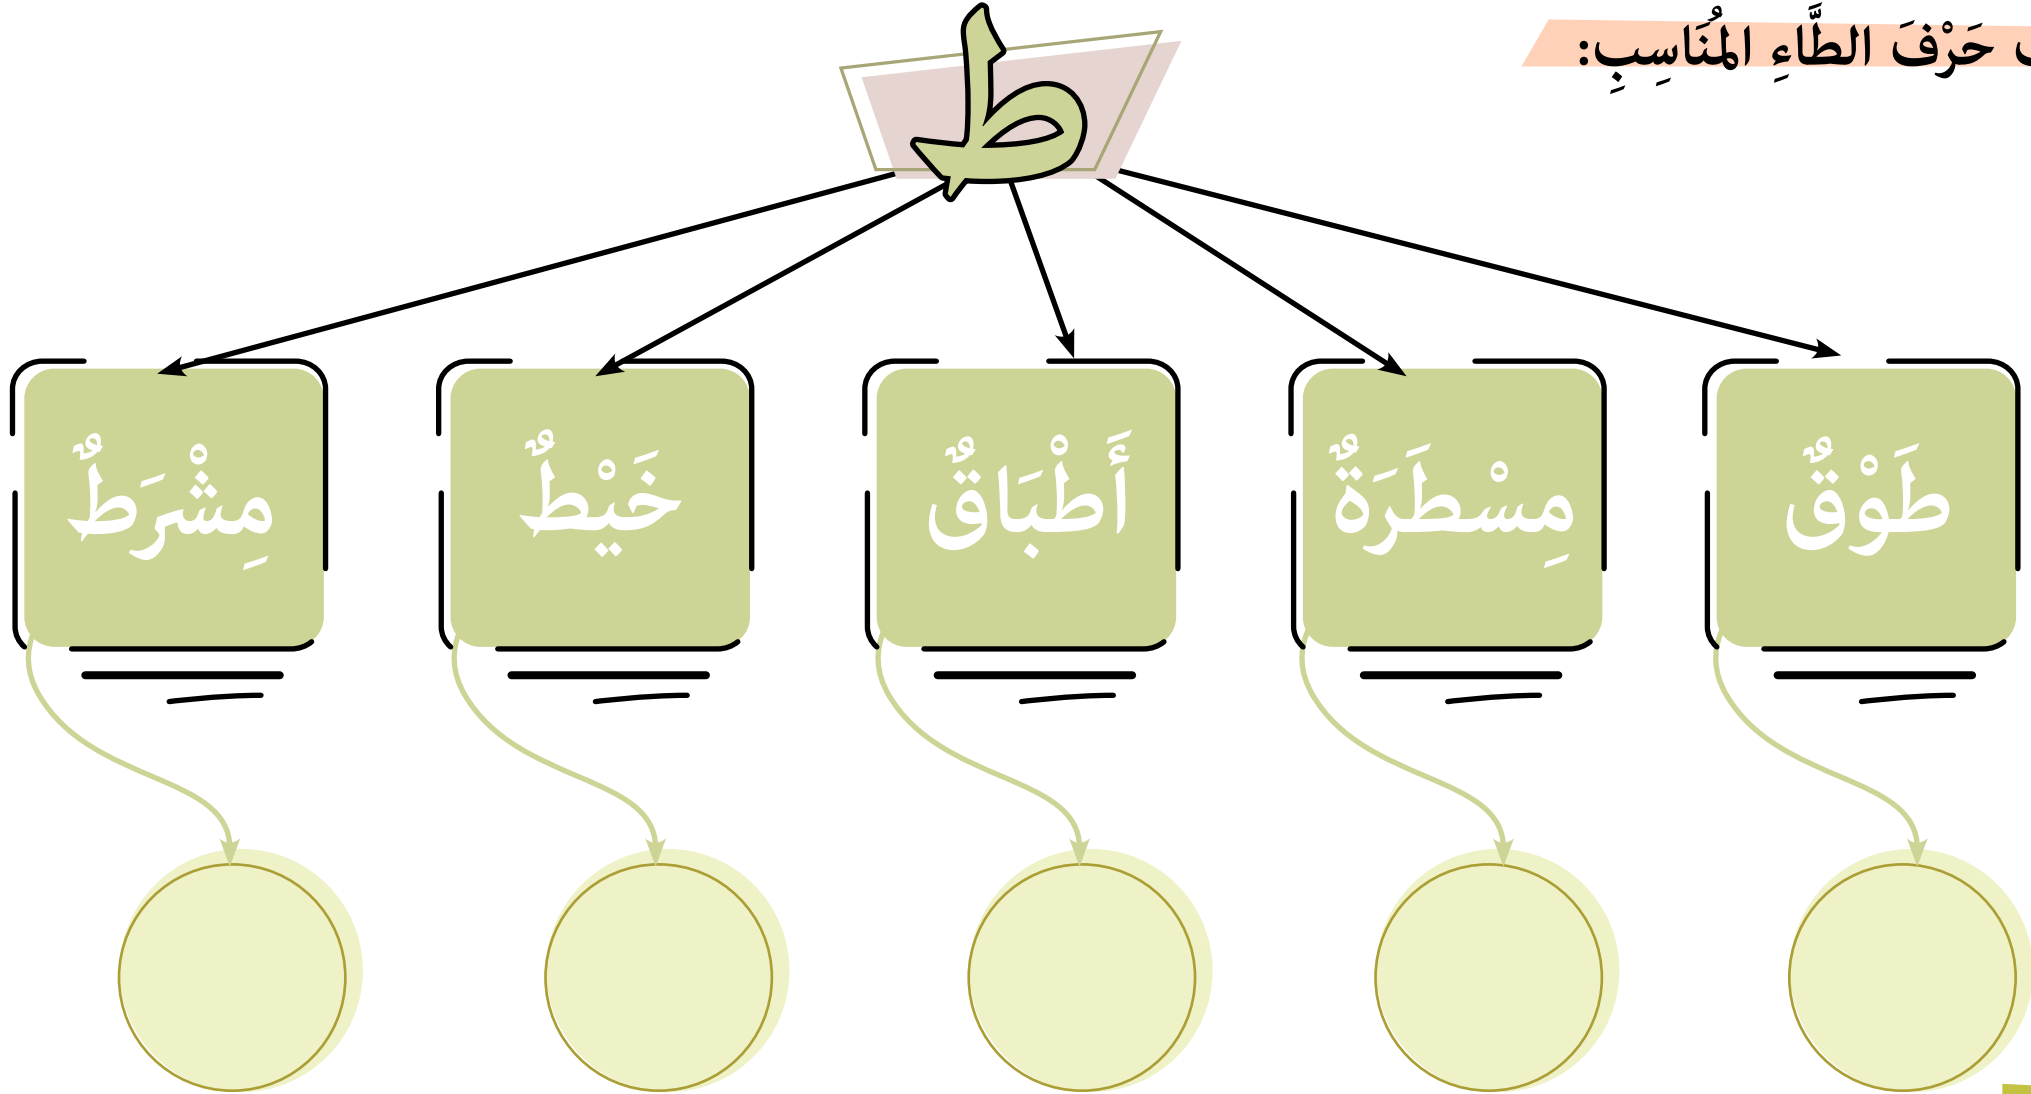 حَرْفَ الطَّاءِ المُنَاسِبِ:
ط
طَوْقٌ
مِسْطَرَةٌ
أَطْبَاقٌ
خَيْطٌ
مِشْرَطٌ